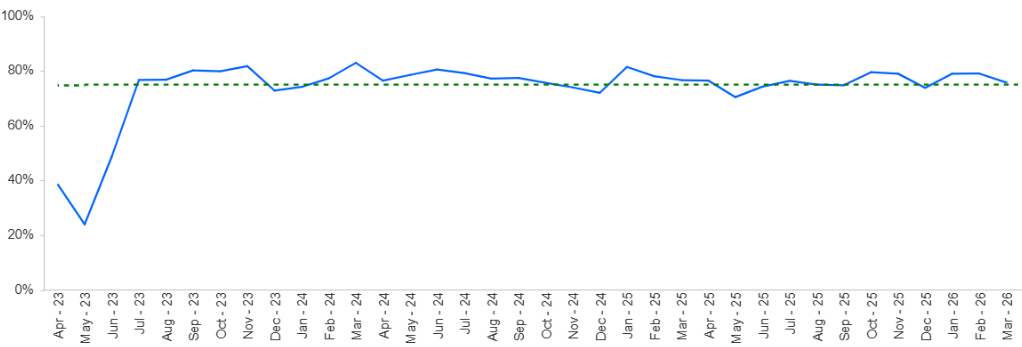 100%
80%
60%
40%
20%
0%
Apr - 23
May - 23
Jun - 23
Jul - 23
Aug - 23
Sep - 23
Oct - 23
Nov - 23
Dec - 23
Jan - 24
Feb - 24
Mar - 24
Apr - 24
May - 24
Jun - 24
Jul - 24
Aug - 24
Sep - 24
Oct - 24
Nov - 24
Dec - 24
Jan - 25
Feb - 25
Mar - 25
Apr - 25
May - 25
Jun - 25
Jul - 25
Aug - 25
Sep - 25
Oct - 25
Nov - 25
Dec - 25
Jan - 26
Feb - 26
Mar - 26